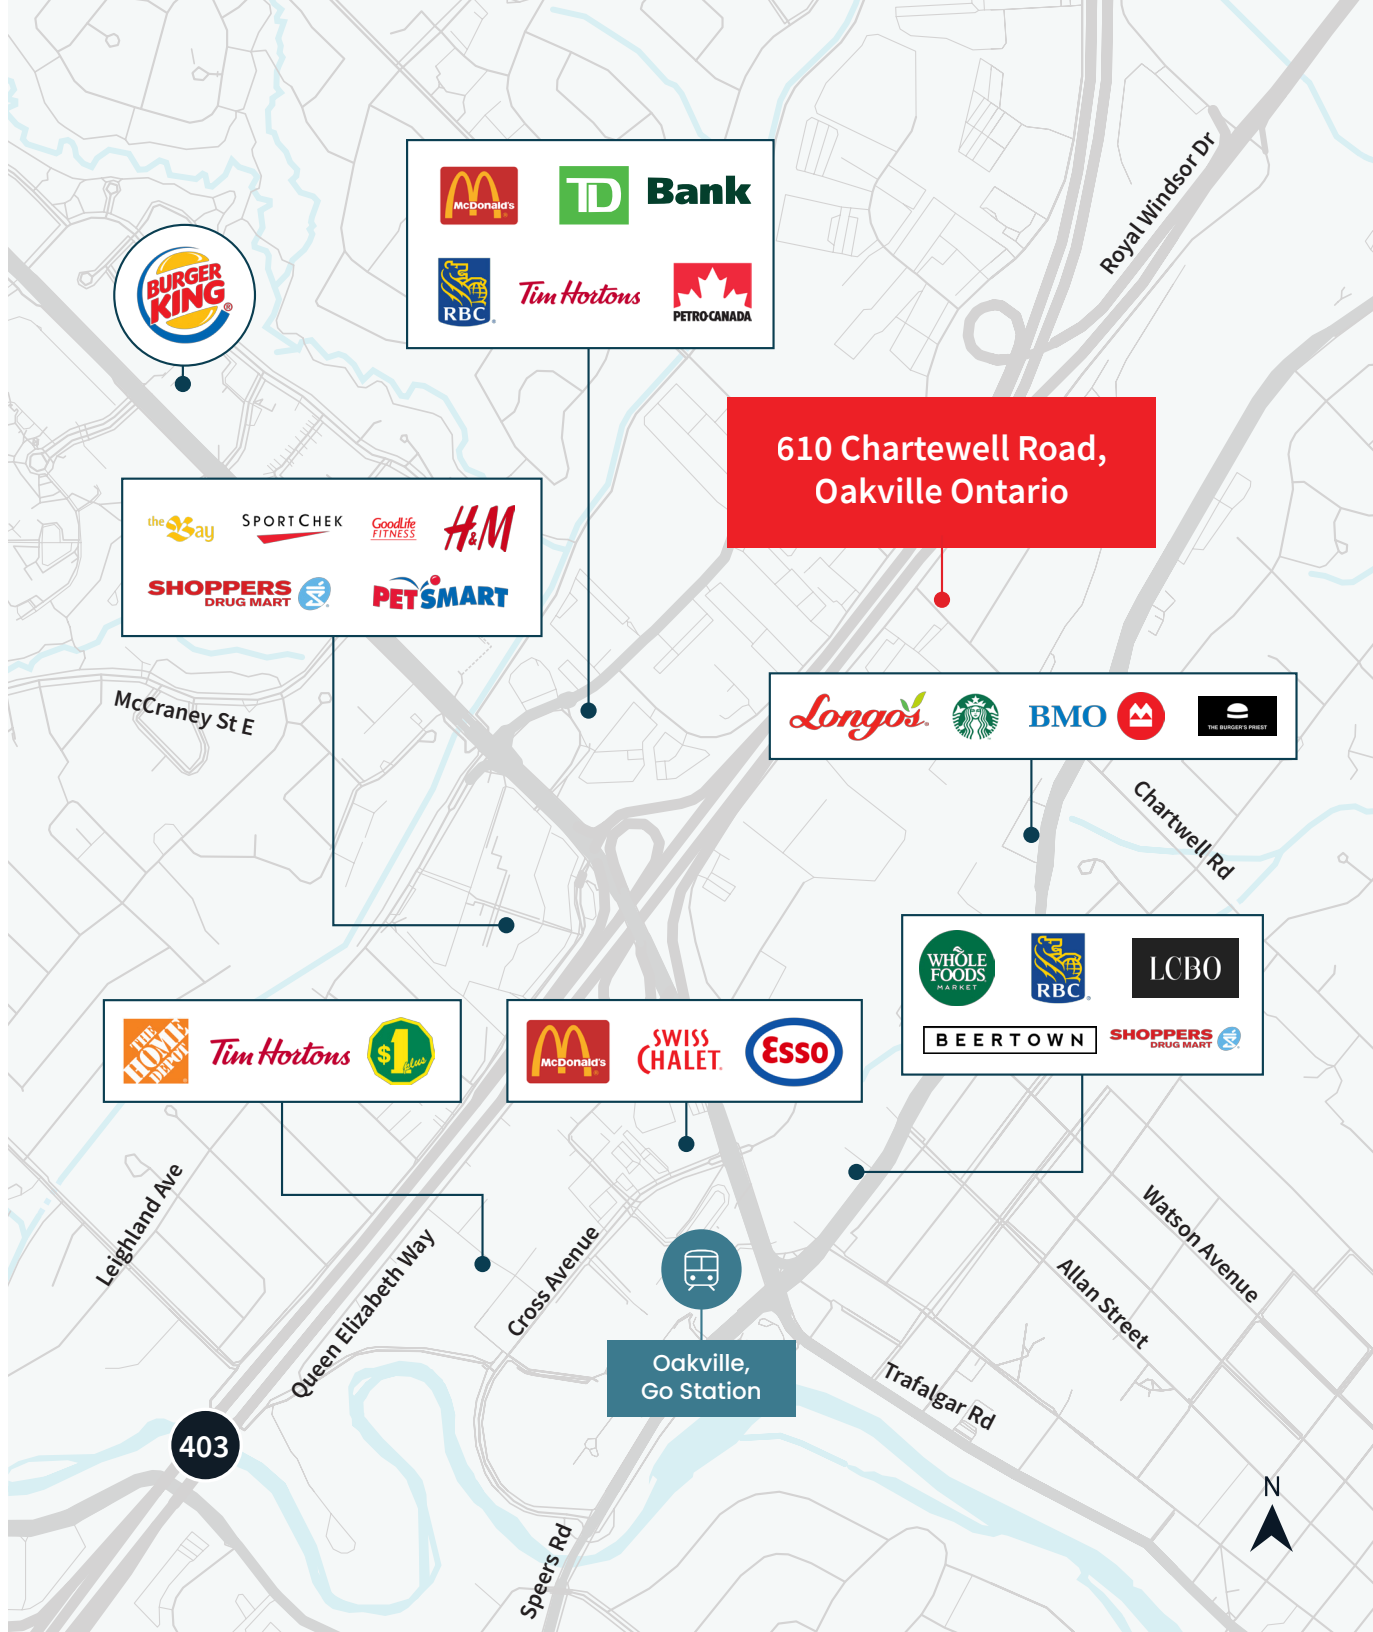 Royal Windsor Dr
McDonald's
TD Bank
RBC
Tim Hortons
PETRO-CANADA
BURGER
KING
610 Chartewell Road,
Oakville Ontario
the Bay
SPORTCHEK
GoodLife
FITNESS
H&M
SHOPPERS
DRUG MART
PETSMART
McCraney St E
Longo's
BMO
THE BURGER'S PRIEST
Chartwell Rd
WHOLE
FOODS
MARKET
RBC
LCBO
BEERTOWN
SHOPPERS
DRUG MART
THE
HOME
DEPOT
Tim Hortons
$1 plus
McDonald's
SWISS
CHALET
Esso
Leighland Ave
Queen Elizabeth Way
Cross Avenue
Watson Avenue
Allan Street
Oakville,
Go Station
Trafalgar Rd
403
Speers Rd
N